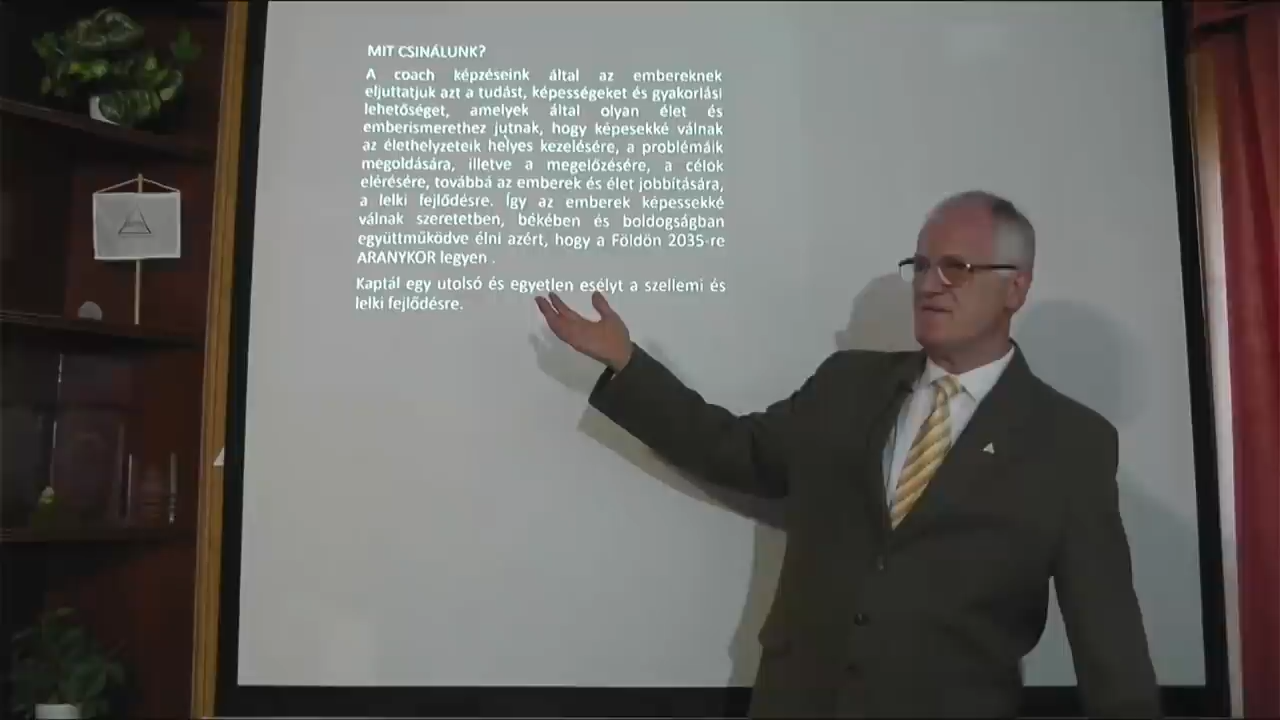 MIT CSINÁLUNK?
A coach képzéseink által az embereknek
eljuttatjuk azt a tudást, képességeket és gyakorlási
lehetőséget, amelyek által olyan élet és
emberismerethez jutnak, hogy képesekké válnak
az élethelyzeteik helyes kezelésére, a problémáik
megoldására, illetve a megelőzésére, a célok
elérésére, továbbá az emberek és élet jobbítására,
a lelki fejlődésre. Így az emberek képessekké
válnak szeretetben, békében és boldogságban
együttműködve élni azért, hogy a Földön 2035-re
ARANYKOR legyen .
Kaptál egy utolsó és egyetlen esélyt a szellemi és
lelki fejlődésre.